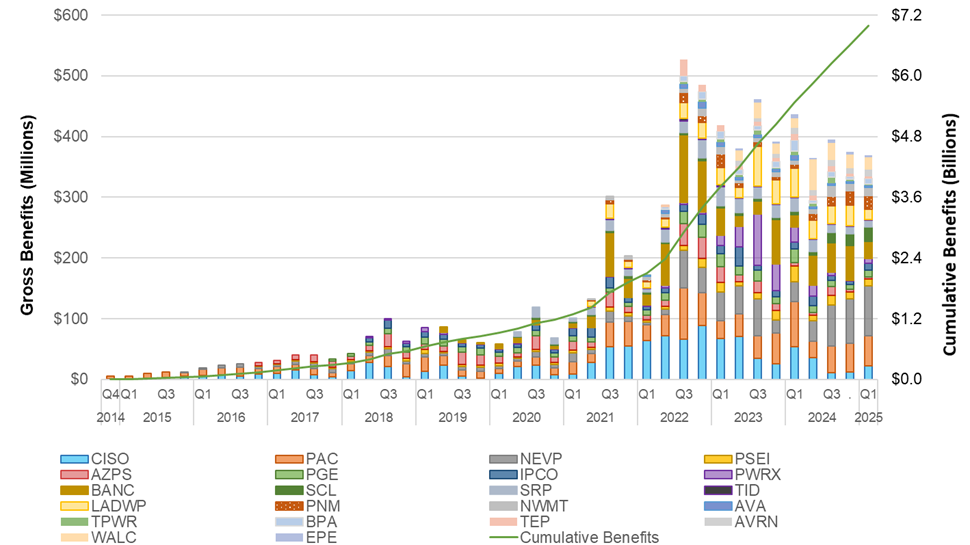 $600 $7.2
$500 $6.0
$400 $4.8
$300 $3.6
$200 $2.4
$100 $1.2
$0 $0.0
Gross Benefits (Millions)
Cumulative Benefits (Billions)
Q4 Q1 Q3 Q1 Q3 Q1 Q3 Q1 Q3 Q1 Q3 Q1 Q3 Q1 Q3 Q1 Q3 Q1 Q3 Q1 Q3 . Q1
2014 2015 2016 2017 2018 2019 2020 2021 2022 2023 2024 2025
CISO PAC NEVP PSEI
AZPS PGE IPCO PWRX
BANC SCL SRP TID
LADWP PNM NWMT AVA
TPWR BPA TEP AVRN
WALC EPE Cumulative Benefits